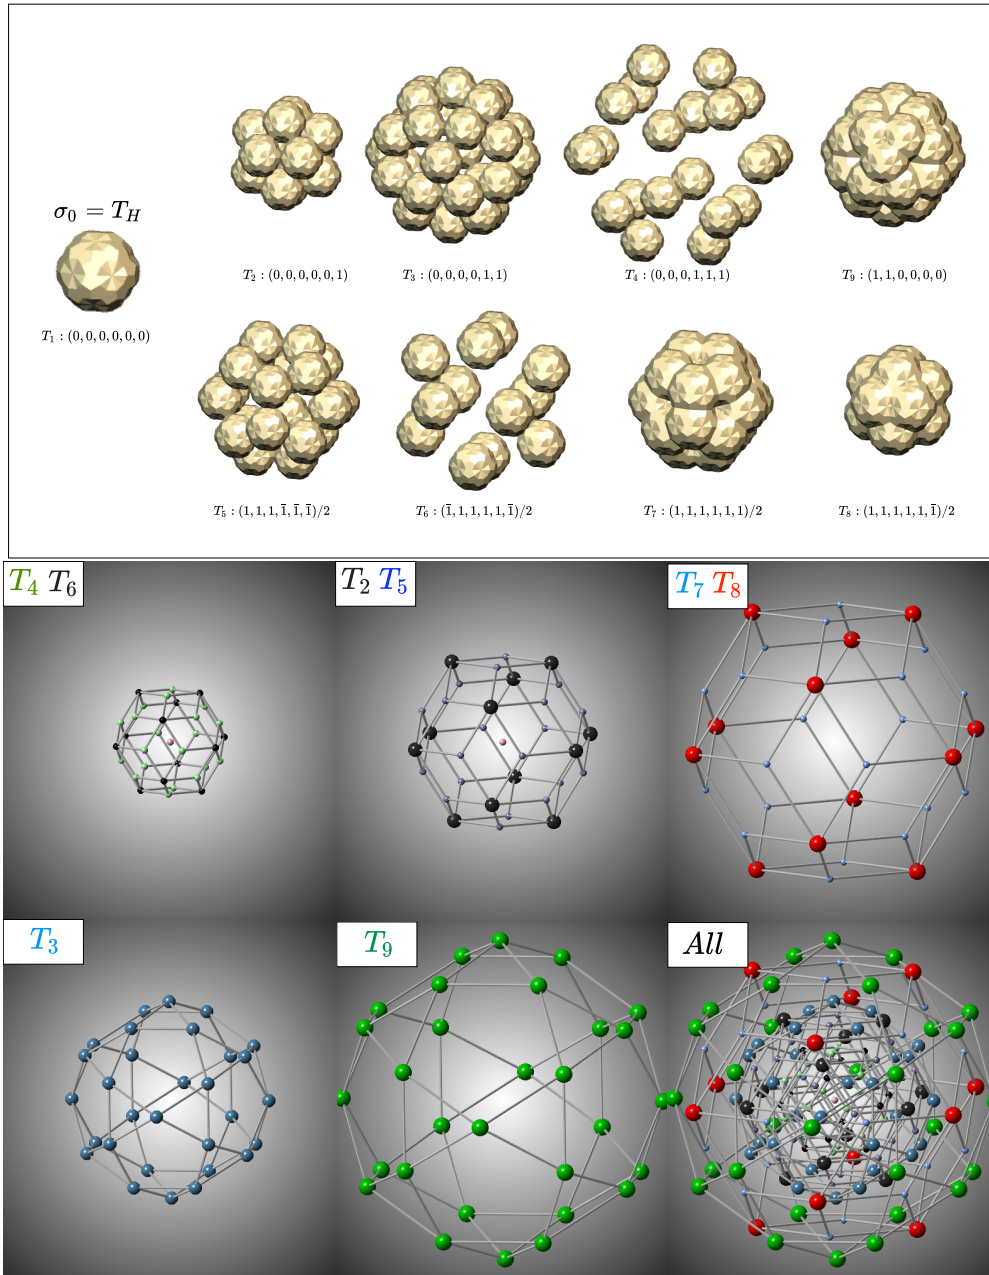 σ₀ = T_H
T₁ : (0, 0, 0, 0, 0, 0)
T₂ : (0, 0, 0, 0, 0, 1)
T₃ : (0, 0, 0, 0, 1, 1)
T₄ : (0, 0, 0, 1, 1, 1)
T₉ : (1, 1, 0, 0, 0, 0)
T₅ : (1, 1, 1, 1̅, 1̅, 1̅)/2
T₆ : (1̅, 1, 1, 1, 1, 1̅)/2
T₇ : (1, 1, 1, 1, 1, 1)/2
T₈ : (1, 1, 1, 1, 1, 1̅)/2
T₄ T₆
T₂ T₅
T₇ T₈
T₃
T₉
All